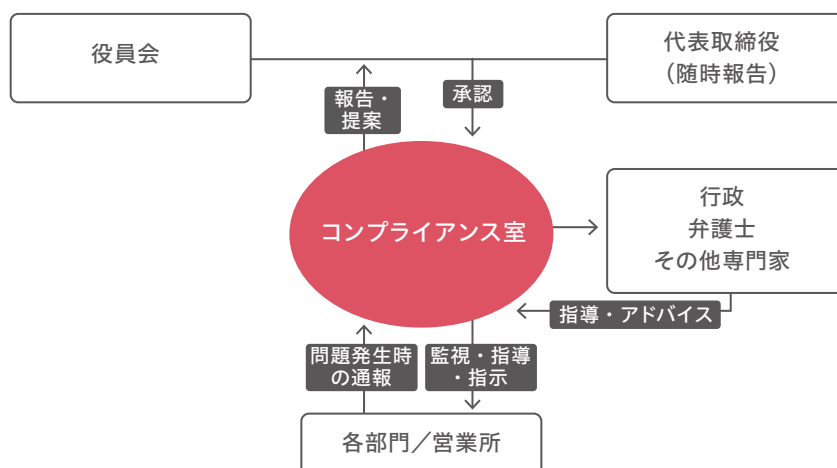 役員会
代表取締役
（随時報告）
報告・
提案
承認
コンプライアンス室
行政
弁護士
その他専門家
指導・アドバイス
問題発生時
の通報
監視・指導
・指示
各部門／営業所